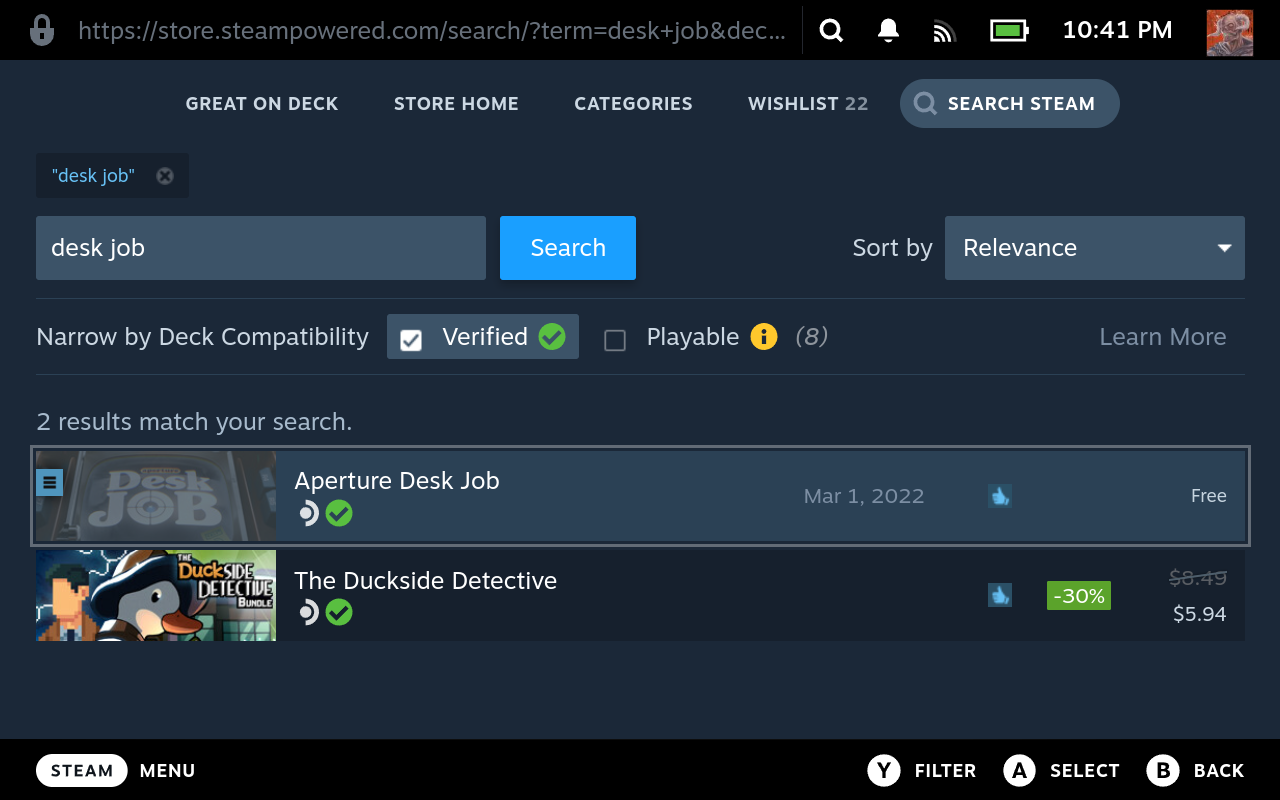 https://store.steampowered.com/search/?term=desk+job&dec...
10:41 PM
GREAT ON DECK
STORE HOME
CATEGORIES
WISHLIST 22
SEARCH STEAM
"desk job"
desk job
Search
Sort by
Relevance
Narrow by Deck Compatibility
Verified
Playable
(8)
Learn More
2 results match your search.
APERTURE
Desk
JOB
Aperture Desk Job
Mar 1, 2022
Free
THE
DUCKSIDE
DETECTIVE
BUNDLE
The Duckside Detective
-30%
$8.49
$5.94
STEAM
MENU
Y
FILTER
A
SELECT
B
BACK